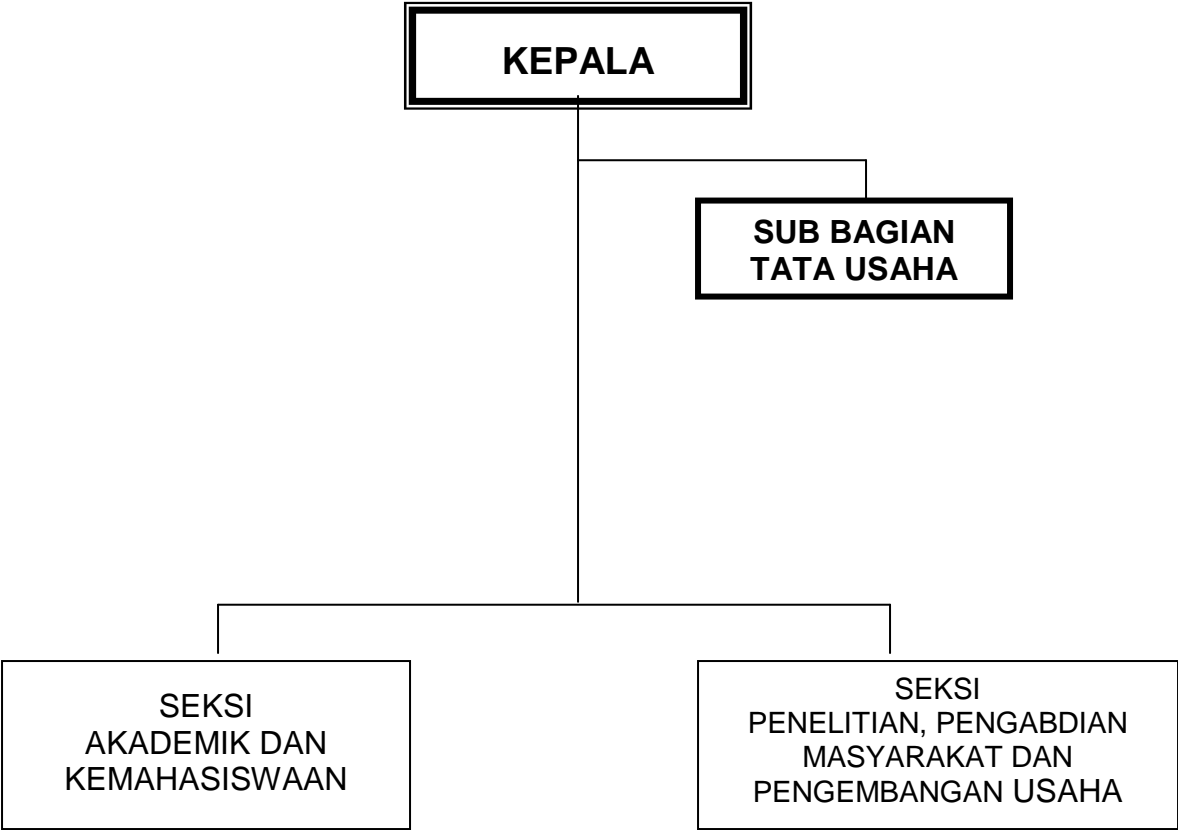 KEPALA
SUB BAGIAN
TATA USAHA
SEKSI
AKADEMIK DAN
KEMAHASISWAAN
SEKSI
PENELITIAN, PENGABDIAN
MASYARAKAT DAN
PENGEMBANGAN USAHA